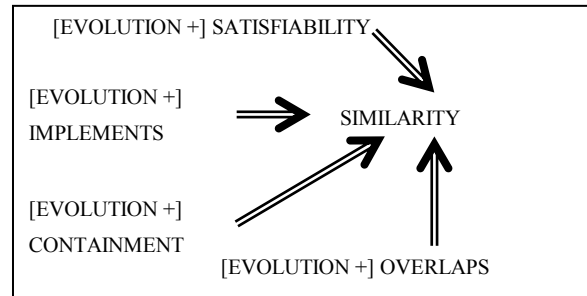 [EVOLUTION +] SATISFIABILITY
[EVOLUTION +]
IMPLEMENTS
SIMILARITY
[EVOLUTION +]
CONTAINMENT
[EVOLUTION +] OVERLAPS